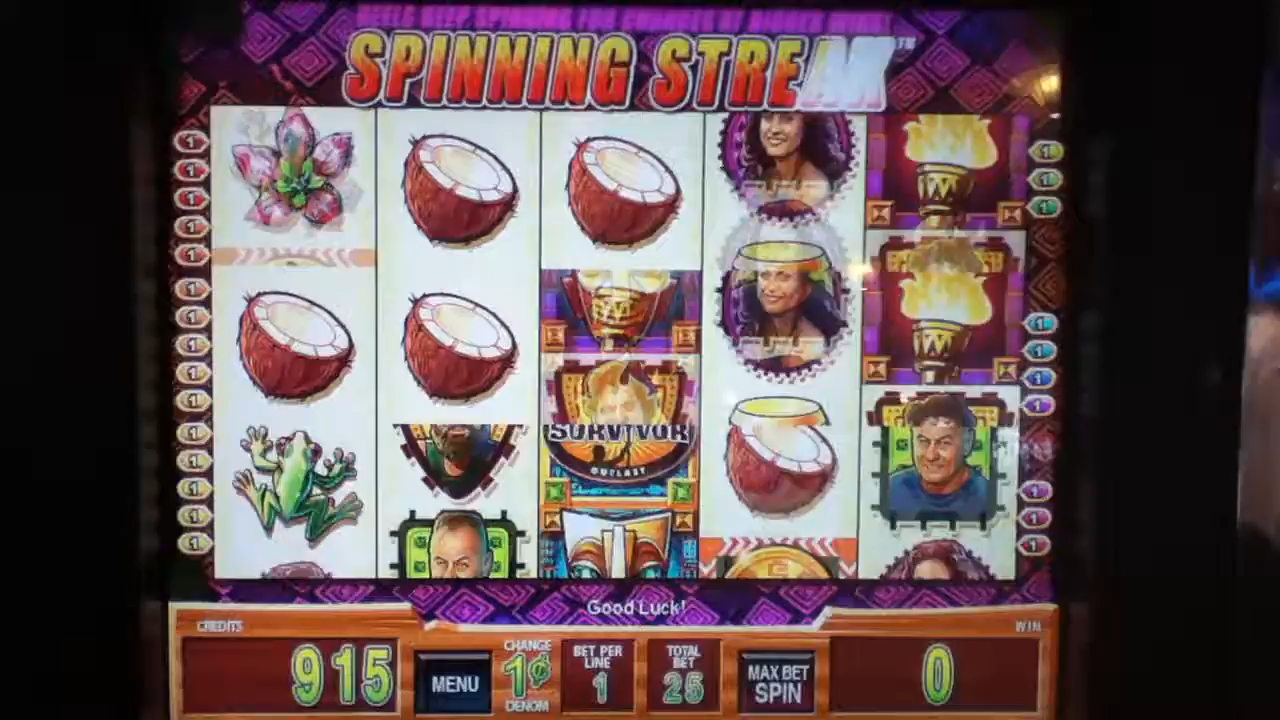 SPINNING STREAK™
SURVIVOR
OUTLAST
Good Luck!
CREDITS
915
MENU
CHANGE
1¢
DENOM
BET PER
LINE
1
TOTAL
BET
25
MAX BET
SPIN
WIN
0